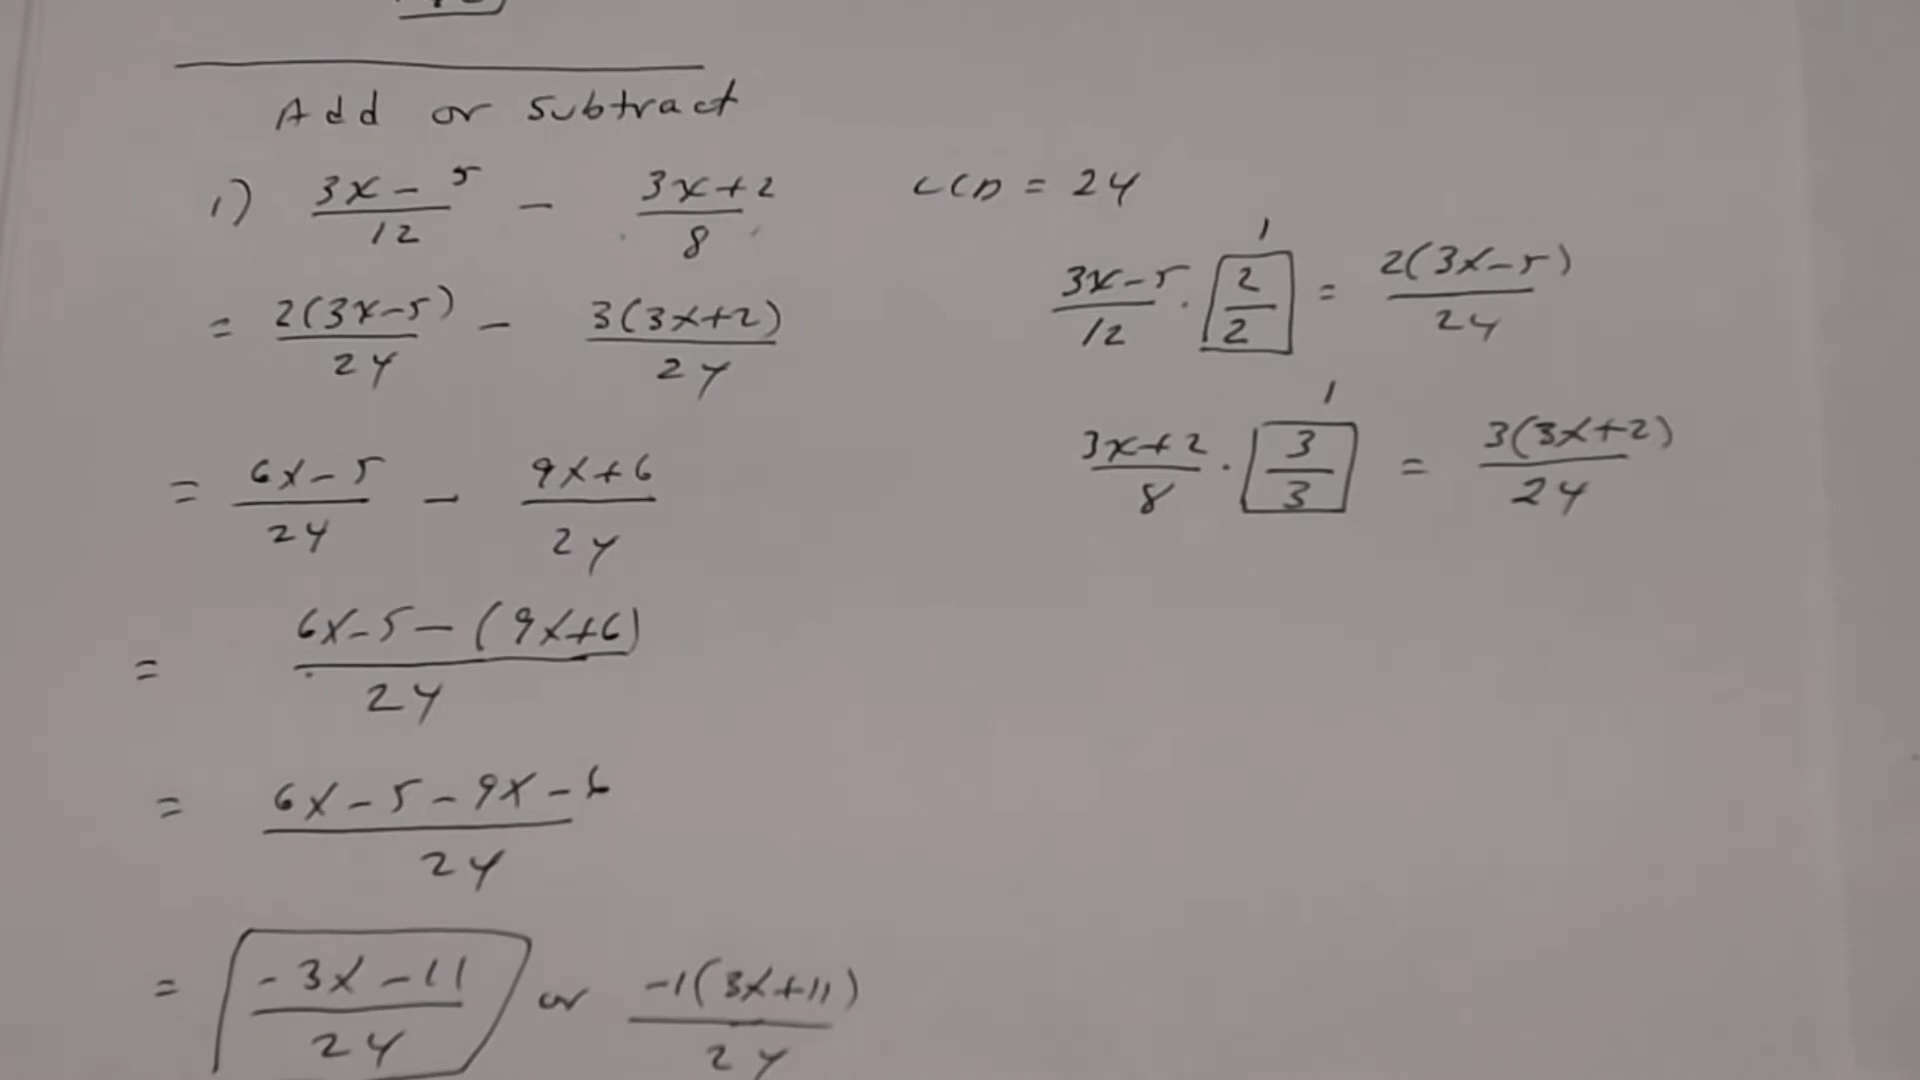 Add or subtract
1) (3x-5)/12 - (3x+2)/8
LCD = 24
= 2(3x-5)/24 - 3(3x+2)/24
1
(3x-5)/12 · 2/2 = 2(3x-5)/24
1
(3x+2)/8 · 3/3 = 3(3x+2)/24
= (6x-5)/24 - (9x+6)/24
= (6x-5-(9x+6))/24
= (6x-5-9x-6)/24
= (-3x-11)/24 or -1(3x+11)/24